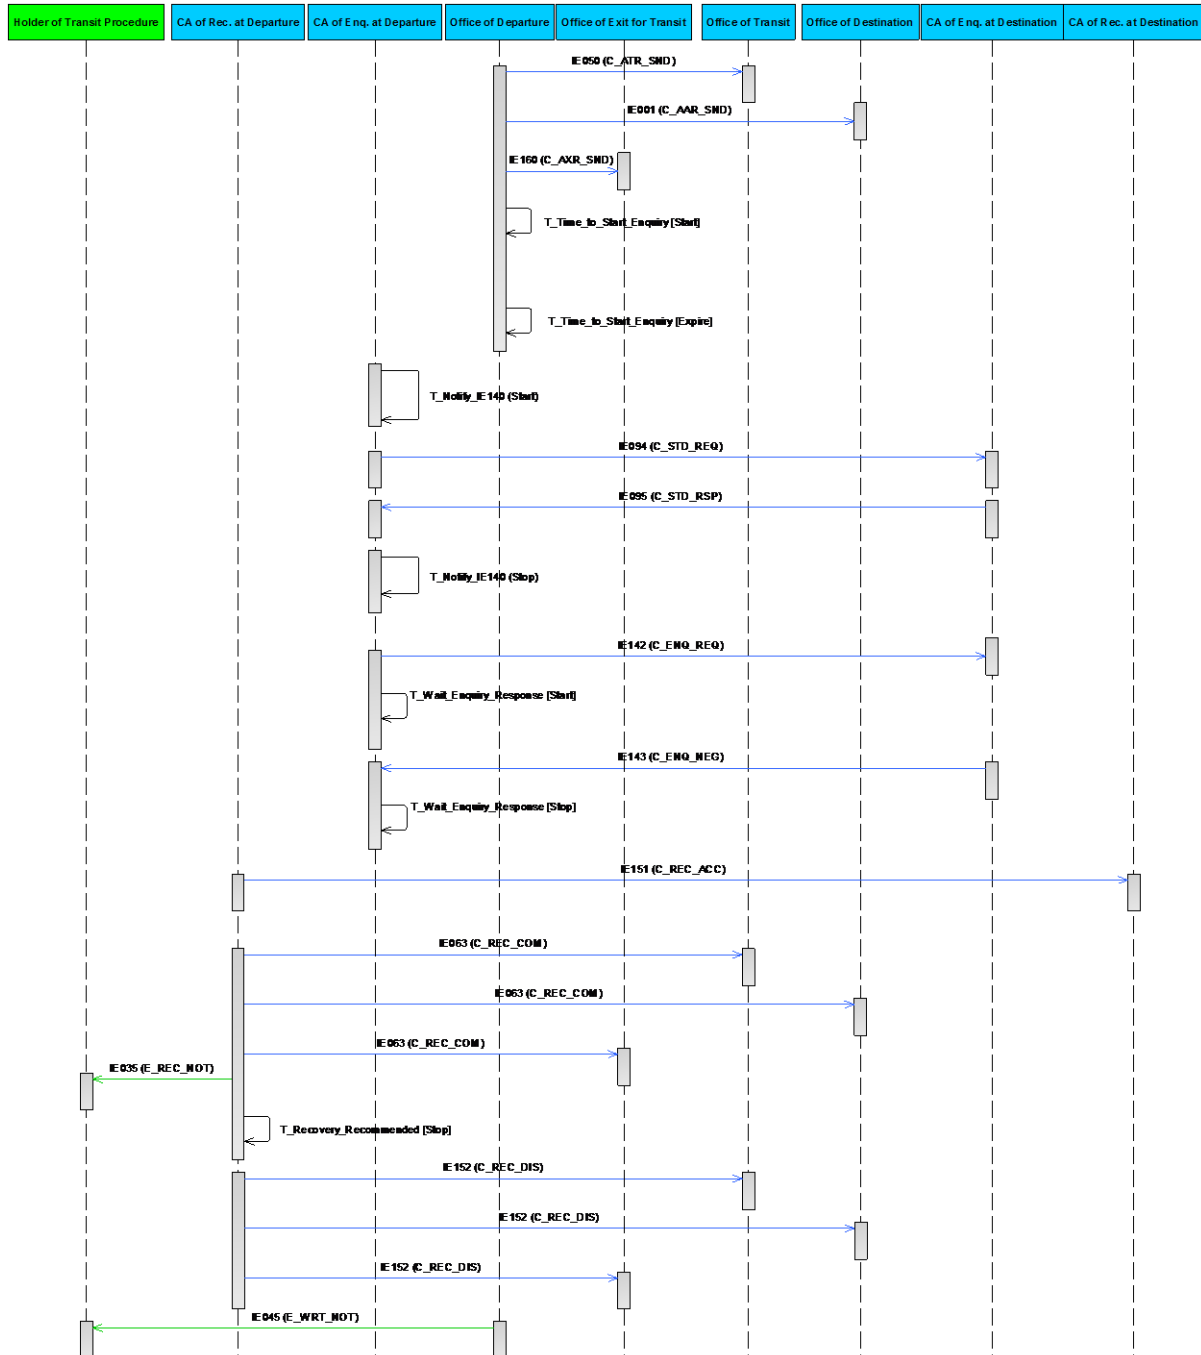 Holder of Transit Procedure
CA of Rec. at Departure
CA of Enq. at Departure
Office of Departure
Office of Exit for Transit
Office of Transit
Office of Destination
CA of Enq. at Destination
CA of Rec. at Destination
IE050 (C_ATR_SND)
IE001 (C_AAR_SND)
IE160 (C_AXR_SND)
T_Time_to_Start_Enquiry [Start]
T_Time_to_Start_Enquiry [Expire]
T_Notify_IE140 (Start)
IE094 (C_STD_REQ)
IE095 (C_STD_RSP)
T_Notify_IE140 (Stop)
IE142 (C_ENQ_REQ)
T_Wait_Enquiry_Response [Start]
IE143 (C_ENQ_NEG)
T_Wait_Enquiry_Response [Stop]
IE151 (C_REC_ACC)
IE063 (C_REC_COM)
IE063 (C_REC_COM)
IE063 (C_REC_COM)
IE035 (E_REC_NOT)
T_Recovery_Recommended [Stop]
IE152 (C_REC_DIS)
IE152 (C_REC_DIS)
IE152 (C_REC_DIS)
IE045 (E_WRT_NOT)